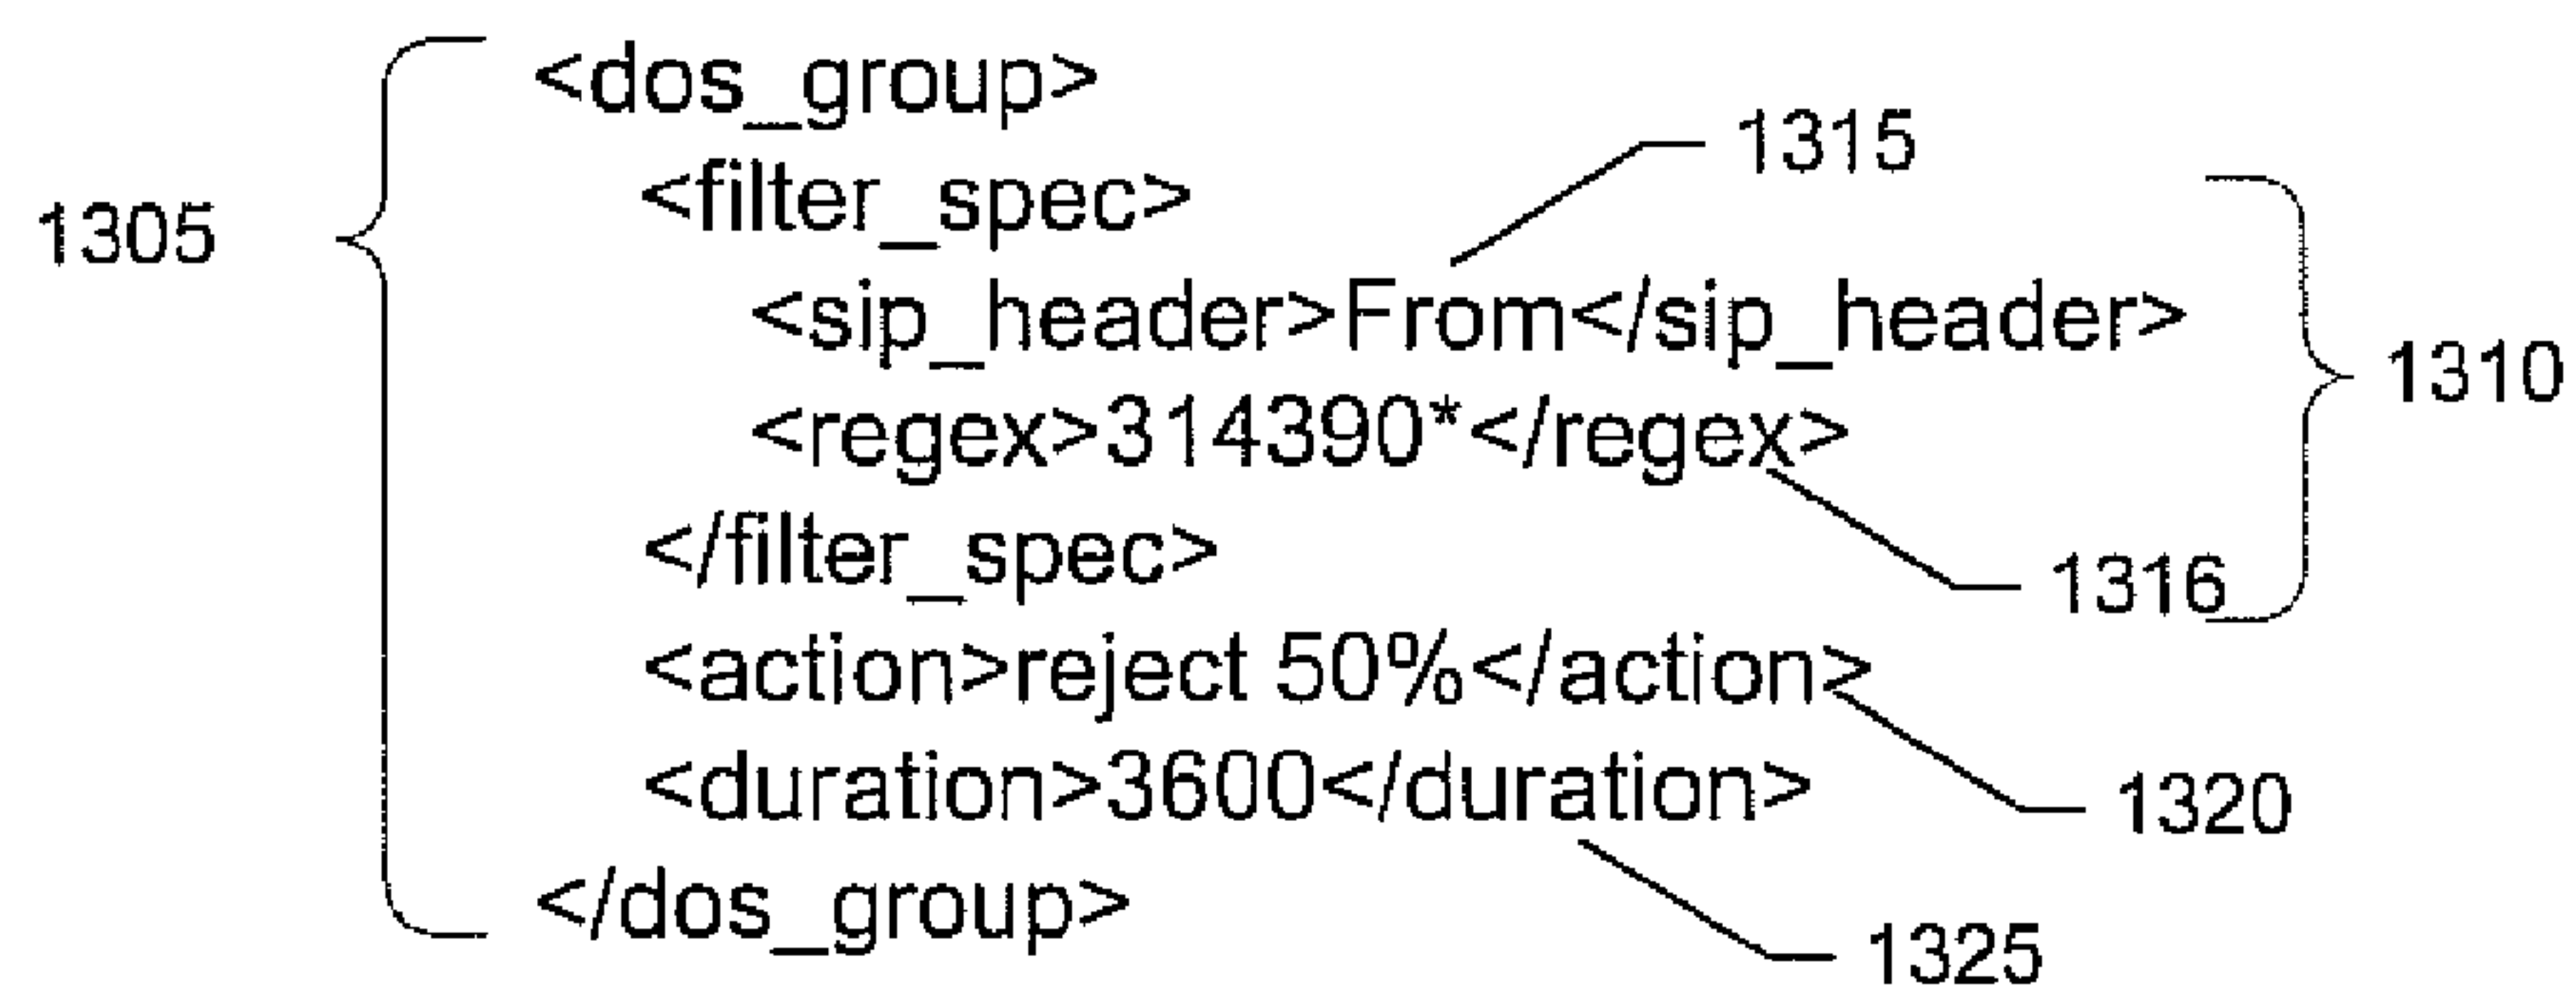 <dos_group>
1315
<filter_spec>
1305
<sip_header>From</sip_header>
1310
<regex>314390*</regex>
</filter_spec>
1316
<action>reject 50%</action>
<duration>3600</duration>
1320
</dos_group>
1325